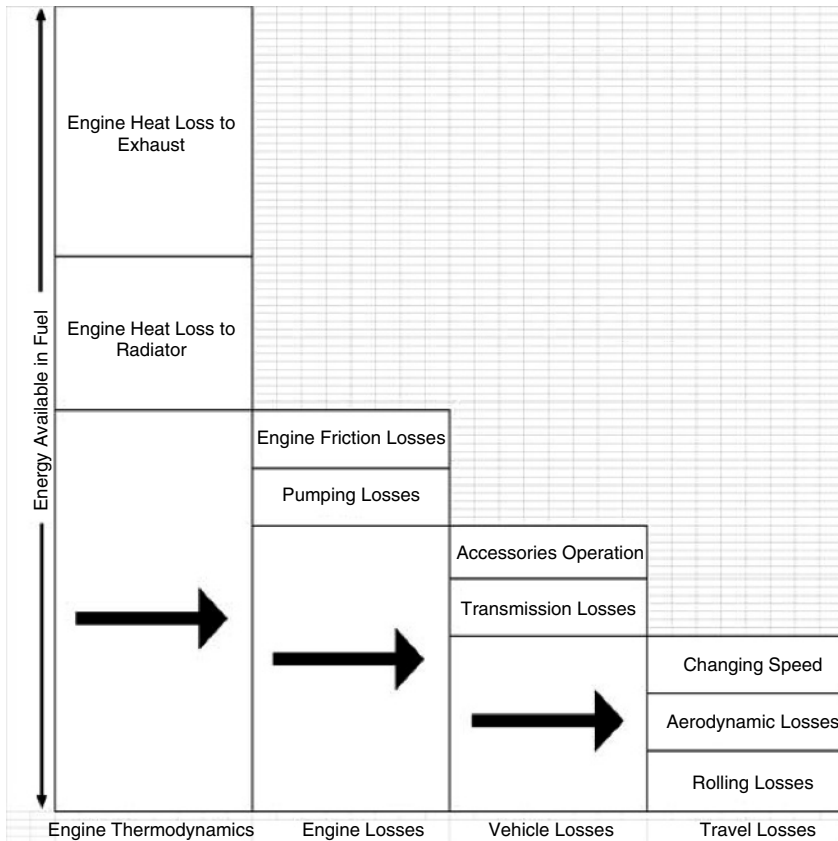 Energy Available in Fuel
Engine Heat Loss to
Exhaust
Engine Heat Loss to
Radiator
Engine Friction Losses
Pumping Losses
Accessories Operation
Transmission Losses
Changing Speed
Aerodynamic Losses
Rolling Losses
Engine Thermodynamics
Engine Losses
Vehicle Losses
Travel Losses